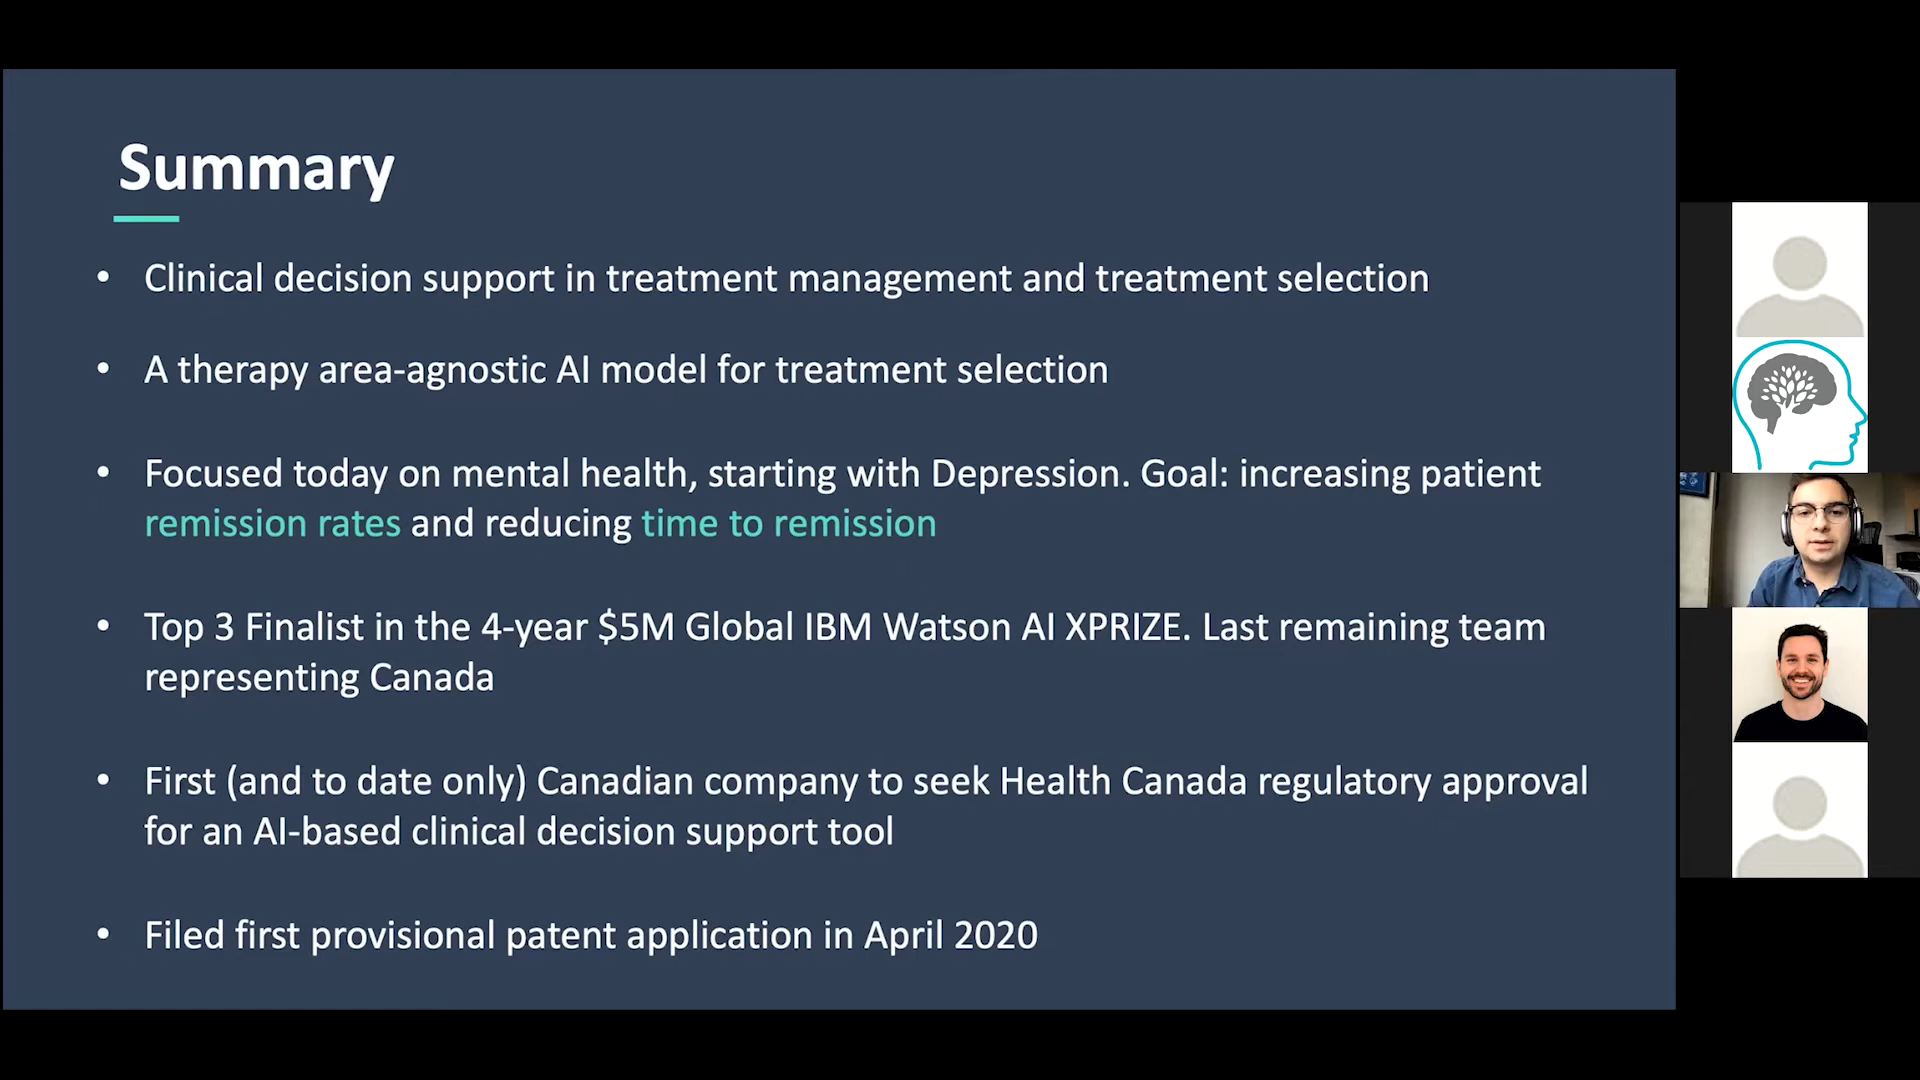 Summary
• Clinical decision support in treatment management and treatment selection
• A therapy area-agnostic AI model for treatment selection
• Focused today on mental health, starting with Depression. Goal: increasing patient
remission rates and reducing time to remission
• Top 3 Finalist in the 4-year $5M Global IBM Watson AI XPRIZE. Last remaining team
representing Canada
• First (and to date only) Canadian company to seek Health Canada regulatory approval
for an AI-based clinical decision support tool
• Filed first provisional patent application in April 2020